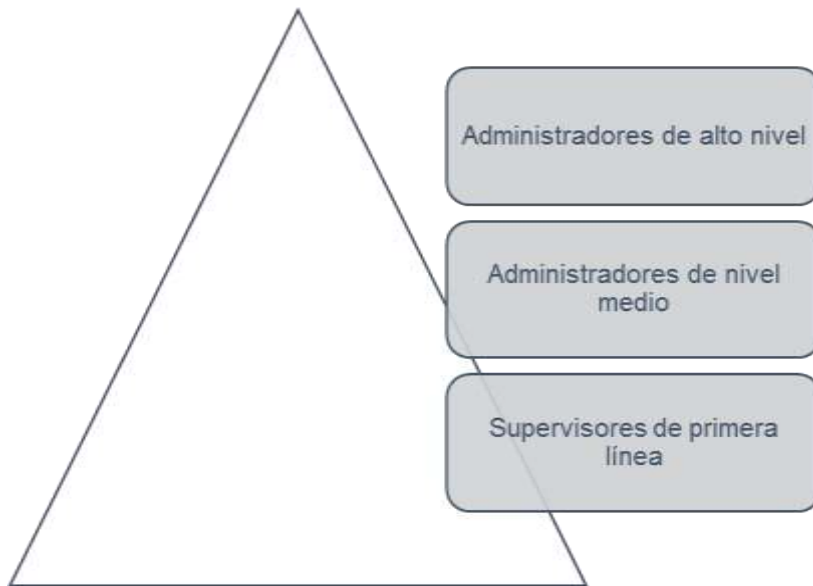 Administradores de alto nivel
Administradores de nivel
medio
Supervisores de primera
línea